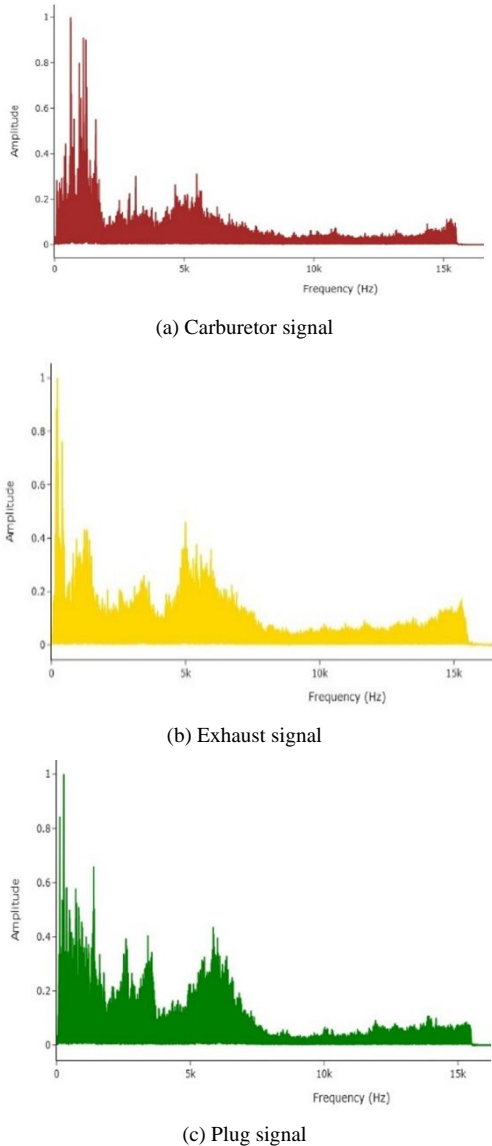 1
0.8
Amplitude
0.6
0.4
0.2
0
0 5k 10k 15k
Frequency (Hz)
(a) Carburetor signal
1
0.8
Amplitude
0.6
0.4
0.2
0
0 5k 10k 15k
Frequency (Hz)
(b) Exhaust signal
1
0.8
Amplitude
0.6
0.4
0.2
0
0 5k 10k 15k
Frequency (Hz)
(c) Plug signal